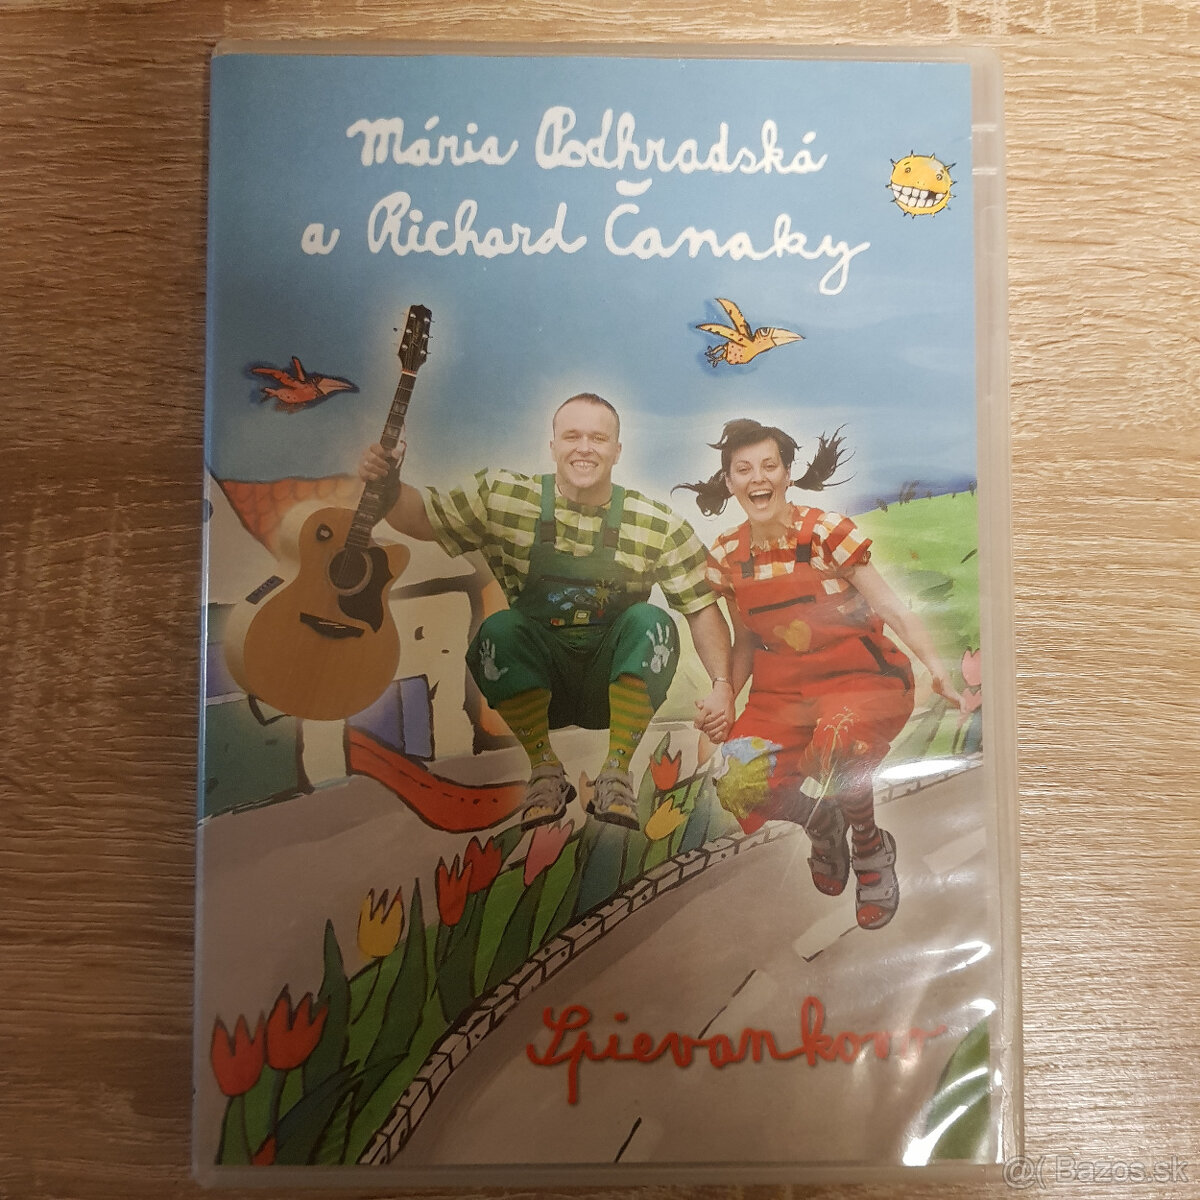 Mária Podhradská
a Richard Čanaky
Spievankovo
@( Bazos.sk